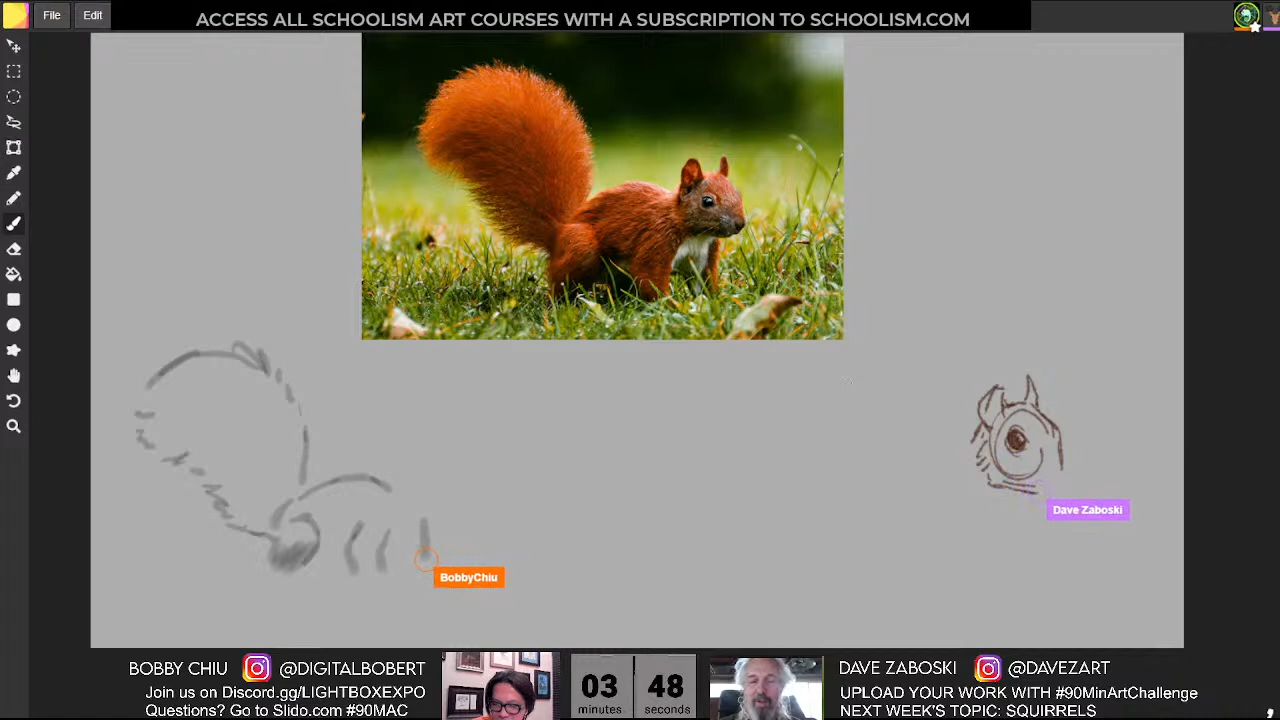 ACCESS ALL SCHOOLISM ART COURSES WITH A SUBSCRIPTION TO SCHOOLISM.COM
File Edit
Dave Zaboski
BobbyChiu
BOBBY CHIU @DIGITALBOBERT
Join us on Discord.gg/LIGHTBOXEXPO
Questions? Go to Slido.com #90MAC
03 48
minutes seconds
DAVE ZABOSKI @DAVEZART
UPLOAD YOUR WORK WITH #90MinArtChallenge
NEXT WEEK'S TOPIC: SQUIRRELS